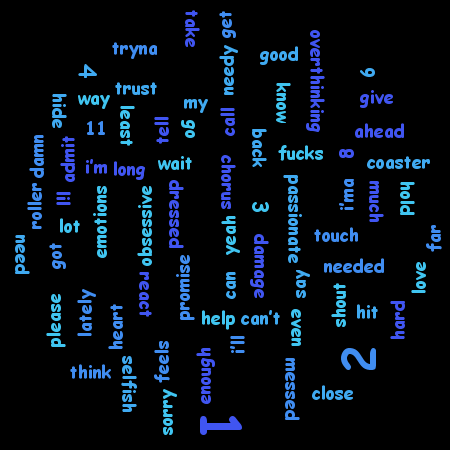 take
needy get
tryna
good
overthinking
4
trust
know
9
give
hide
way
my
11
least
tell
go
call
back
ahead
damn
admit
i'm long
wait
fucks
8
coaster
roller
lil
emotions
obsessive
dressed
chorus
3
passionate
ima
much
hold
lot
yeah
touch
far
need
got
damage
needed
please
lately
react
promise
can
say
love
heart
help can't
even
shout
hit
hard
think
selfish
feels
sorry
i'll
enough
messed
2
close
1